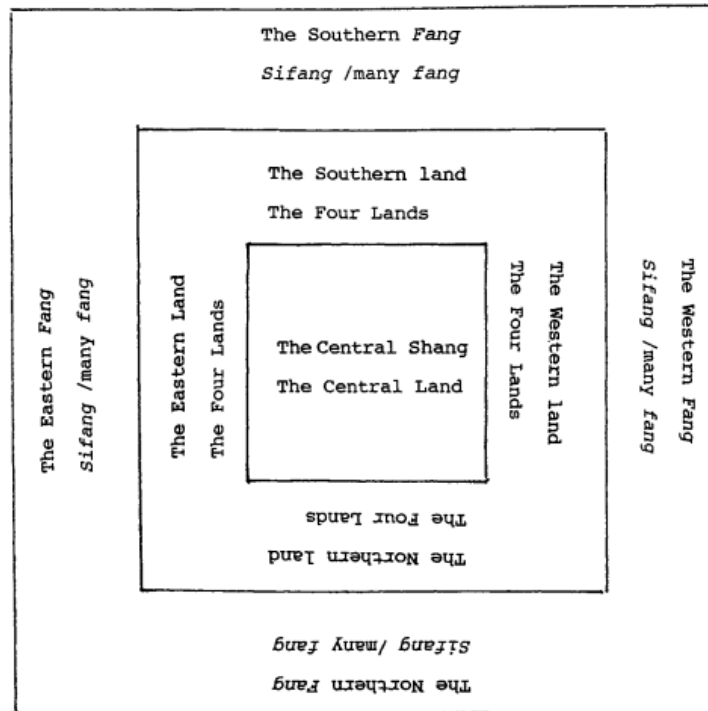 The Southern Fang
Sifang /many fang
The Southern land
The Four Lands
The Eastern Fang
Sifang /many fang
The Eastern Land
The Four Lands
The Central Shang
The Central Land
The Four Lands
The Western land
Sifang /many fang
The Western Fang
The Four Lands
The Northern land
Sifang /many fang
The Northern Fang